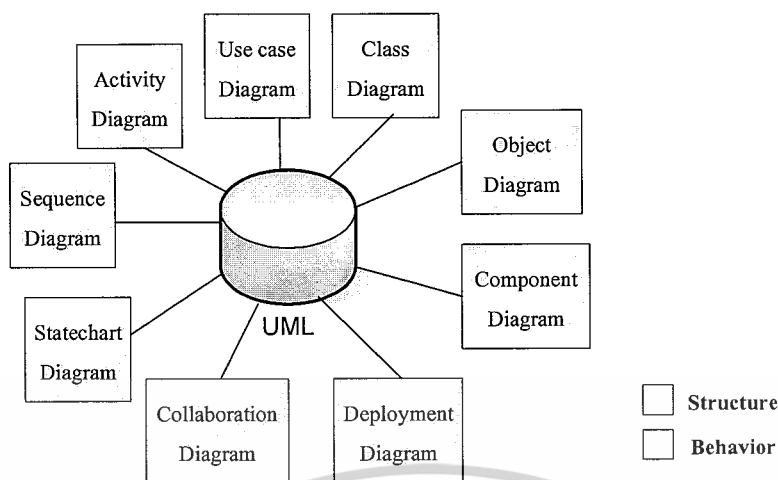 Use case
Diagram
Class
Diagram
Activity
Diagram
Object
Diagram
Sequence
Diagram
Component
Diagram
UML
Statechart
Diagram
Collaboration
Diagram
Deployment
Diagram
Structure
Behavior